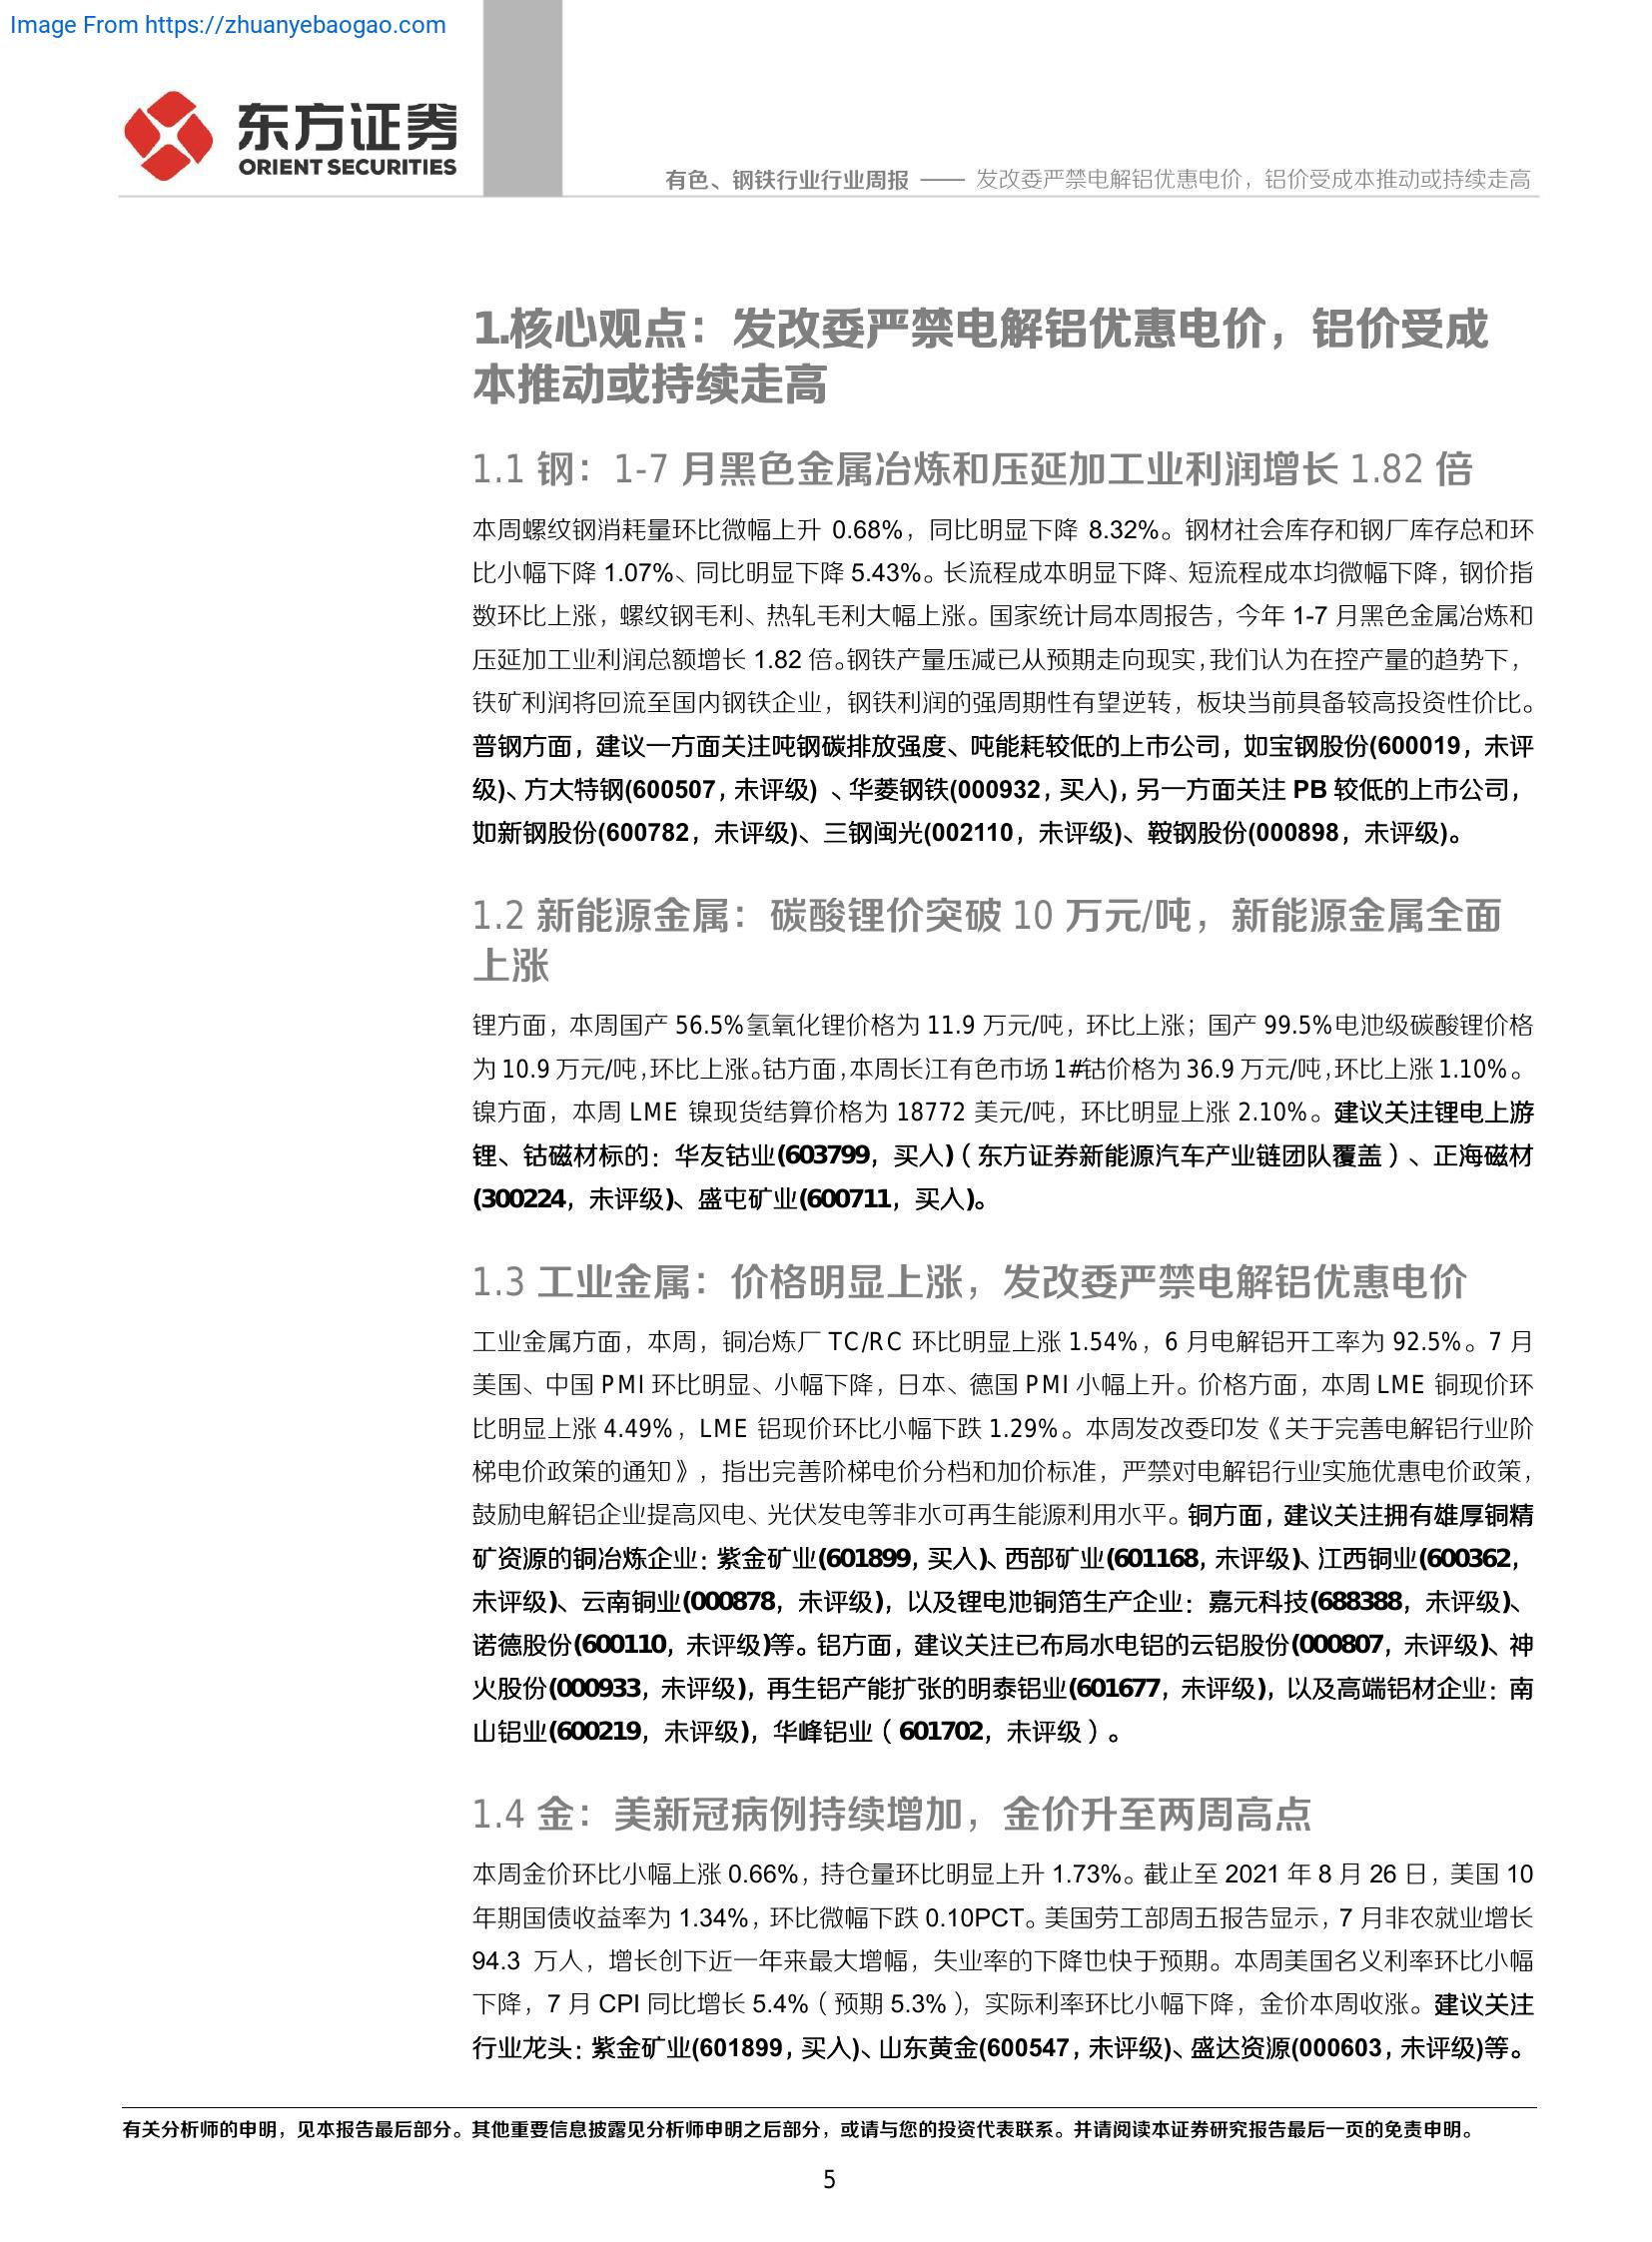 Image From https://zhuanyebaogao.com
东方证券
ORIENT SECURITIES
有色、钢铁行业行业周报 —— 发改委严禁电解铝优惠电价，铝价受成本推动或持续走高
1.核心观点：发改委严禁电解铝优惠电价，铝价受成
本推动或持续走高
1.1 钢：1-7 月黑色金属冶炼和压延加工业利润增长 1.82 倍
本周螺纹钢消耗量环比微幅上升 0.68%，同比明显下降 8.32%。钢材社会库存和钢厂库存总和环
比小幅下降 1.07%、同比明显下降 5.43%。长流程成本明显下降、短流程成本均微幅下降，钢价指
数环比上涨，螺纹钢毛利、热轧毛利大幅上涨。国家统计局本周报告，今年 1-7 月黑色金属冶炼和
压延加工业利润总额增长 1.82 倍。钢铁产量压减已从预期走向现实，我们认为在控产量的趋势下，
铁矿利润将回流至国内钢铁企业，钢铁利润的强周期性有望逆转，板块当前具备较高投资性价比。
普钢方面，建议一方面关注吨钢碳排放强度、吨能耗较低的上市公司，如宝钢股份(600019，未评
级)、方大特钢(600507，未评级) 、华菱钢铁(000932，买入)，另一方面关注 PB 较低的上市公司，
如新钢股份(600782，未评级)、三钢闽光(002110，未评级)、鞍钢股份(000898，未评级)。
1.2 新能源金属：碳酸锂价突破 10 万元/吨，新能源金属全面
上涨
锂方面，本周国产 56.5%氢氧化锂价格为 11.9 万元/吨，环比上涨；国产 99.5%电池级碳酸锂价格
为 10.9 万元/吨，环比上涨。钴方面，本周长江有色市场 1#钴价格为 36.9 万元/吨，环比上涨 1.10%。
镍方面，本周 LME 镍现货结算价格为 18772 美元/吨，环比明显上涨 2.10%。建议关注锂电上游
锂、钴磁材标的：华友钴业(603799，买入)（东方证券新能源汽车产业链团队覆盖）、正海磁材
(300224，未评级)、盛屯矿业(600711，买入)。
1.3 工业金属：价格明显上涨，发改委严禁电解铝优惠电价
工业金属方面，本周，铜冶炼厂 TC/RC 环比明显上涨 1.54%，6 月电解铝开工率为 92.5%。7 月
美国、中国 PMI 环比明显、小幅下降，日本、德国 PMI 小幅上升。价格方面，本周 LME 铜现价环
比明显上涨 4.49%，LME 铝现价环比小幅下跌 1.29%。本周发改委印发《关于完善电解铝行业阶
梯电价政策的通知》，指出完善阶梯电价分档和加价标准，严禁对电解铝行业实施优惠电价政策，
鼓励电解铝企业提高风电、光伏发电等非水可再生能源利用水平。铜方面，建议关注拥有雄厚铜精
矿资源的铜冶炼企业：紫金矿业(601899，买入)、西部矿业(601168，未评级)、江西铜业(600362，
未评级)、云南铜业(000878，未评级)，以及锂电池铜箔生产企业：嘉元科技(688388，未评级)、
诺德股份(600110，未评级)等。铝方面，建议关注已布局水电铝的云铝股份(000807，未评级)、神
火股份(000933，未评级)，再生铝产能扩张的明泰铝业(601677，未评级)，以及高端铝材企业：南
山铝业(600219，未评级)，华峰铝业（601702，未评级）。
1.4 金：美新冠病例持续增加，金价升至两周高点
本周金价环比小幅上涨 0.66%，持仓量环比明显上升 1.73%。截止至 2021 年 8 月 26 日，美国 10
年期国债收益率为 1.34%，环比微幅下跌 0.10PCT。美国劳工部周五报告显示，7 月非农就业增长
94.3 万人，增长创下近一年来最大增幅，失业率的下降也快于预期。本周美国名义利率环比小幅
下降，7 月 CPI 同比增长 5.4%（预期 5.3%），实际利率环比小幅下降，金价本周收涨。建议关注
行业龙头：紫金矿业(601899，买入)、山东黄金(600547，未评级)、盛达资源(000603，未评级)等。
有关分析师的申明，见本报告最后部分。其他重要信息披露见分析师申明之后部分，或请与您的投资代表联系。并请阅读本证券研究报告最后一页的免责申明。
5